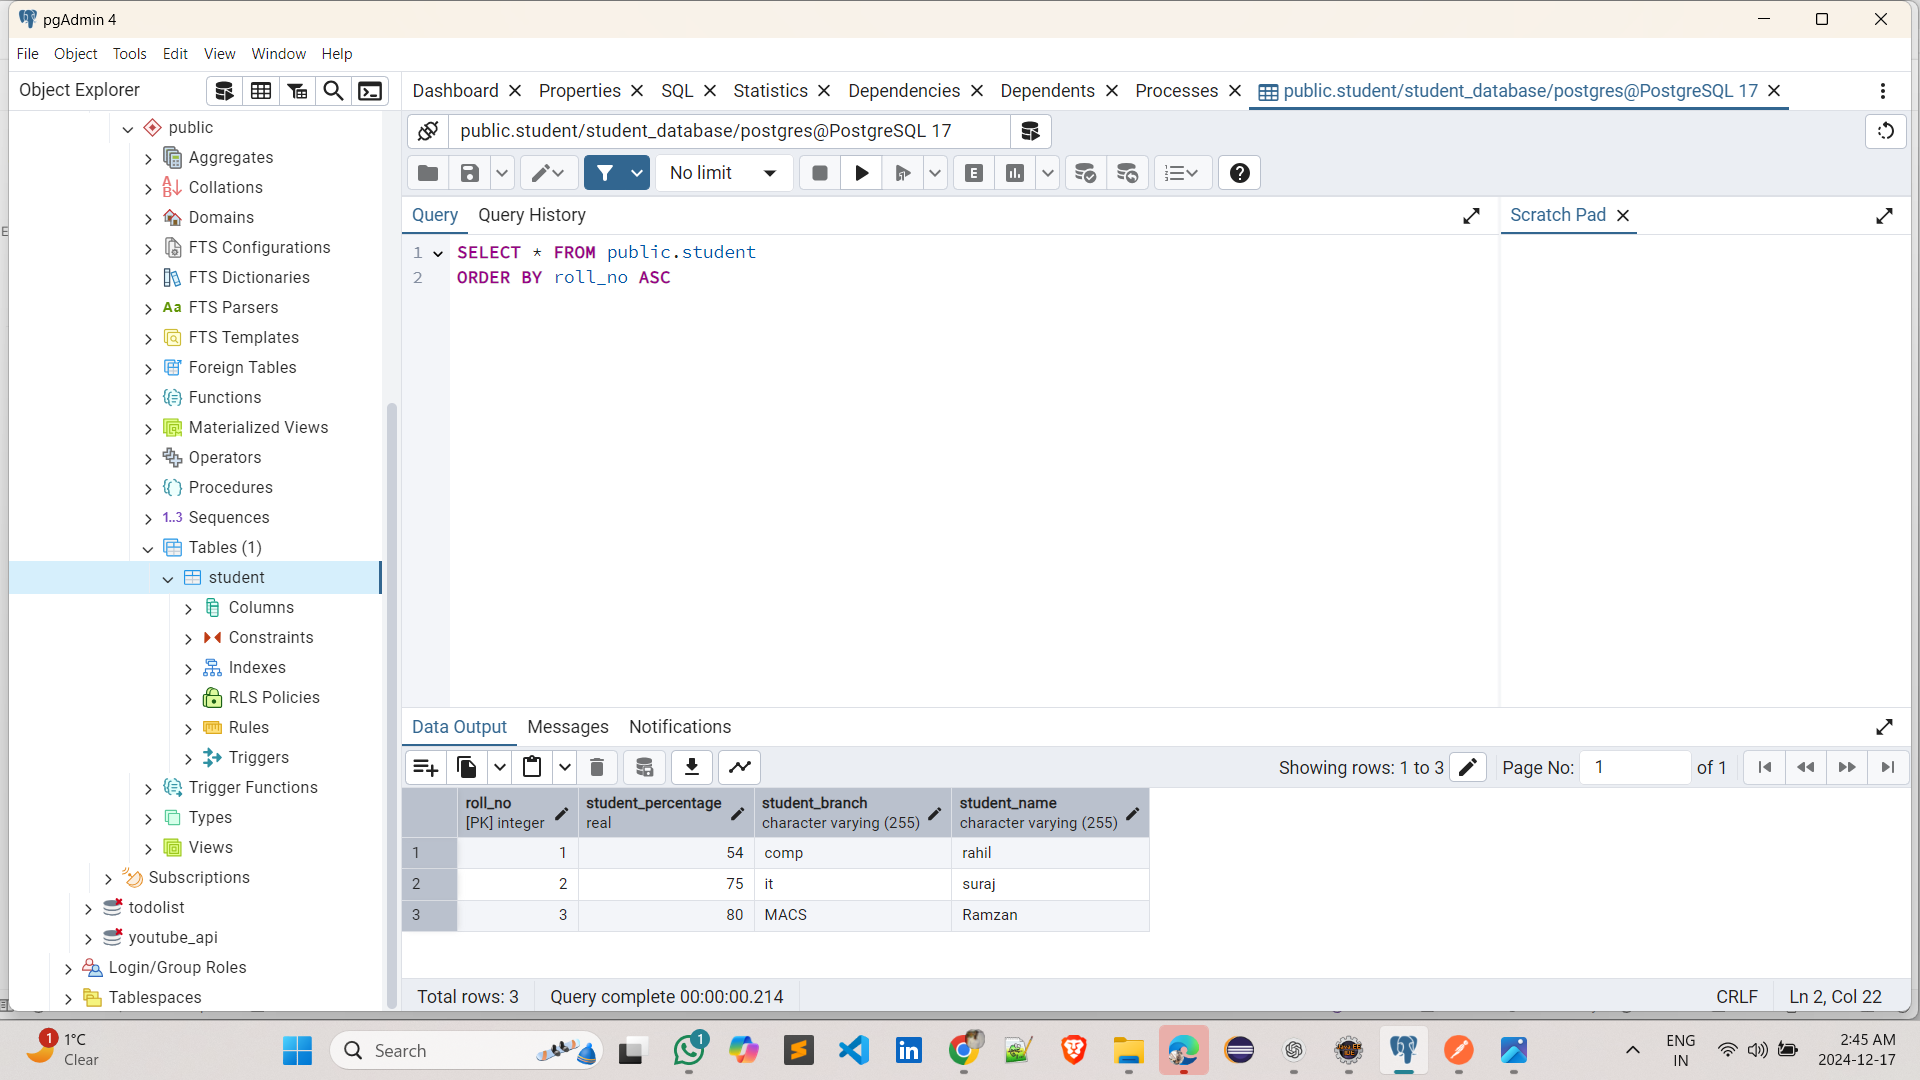 pgAdmin 4
File Object Tools Edit View Window Help
Object Explorer
Dashboard Properties SQL Statistics Dependencies Dependents Processes public.student/student_database/postgres@PostgreSQL 17
public
Aggregates
Collations
Domains
FTS Configurations
FTS Dictionaries
Aa FTS Parsers
FTS Templates
Foreign Tables
Functions
Materialized Views
Operators
Procedures
1..3 Sequences
Tables (1)
student
Columns
Constraints
Indexes
RLS Policies
Rules
Triggers
Trigger Functions
Types
Views
Subscriptions
todolist
youtube_api
Login/Group Roles
Tablespaces
public.student/student_database/postgres@PostgreSQL 17
No limit
E
Query Query History
Scratch Pad
1 SELECT * FROM public.student
2 ORDER BY roll_no ASC
Data Output Messages Notifications
Showing rows: 1 to 3 Page No: 1 of 1
roll_no student_percentage student_branch student_name
[PK] integer real character varying (255) character varying (255)
1 1 54 comp rahil
2 2 75 it suraj
3 3 80 MACS Ramzan
Total rows: 3 Query complete 00:00:00.214 CRLF Ln 2, Col 22
1 1°C
Clear
Search
1
ENG
IN
2:45 AM
2024-12-17